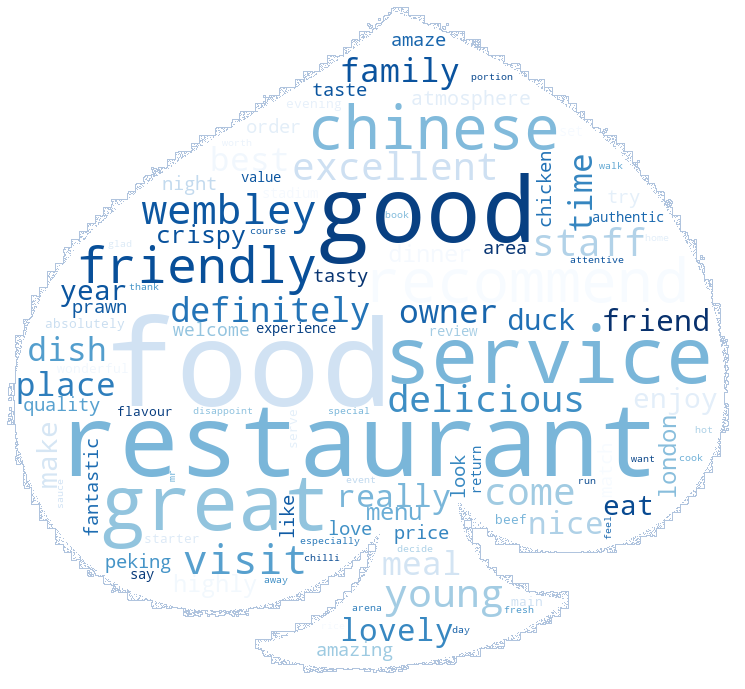 amaze
family
portion
taste
evening
atmosphere
chinese
order
worth
best
excellent
value
night
good
chicken
time
walk
try
authentic
wembley
book
crispy
course
staff
home
area
dinner
attentive
glad
friendly
tasty
recommend
year
thank
prawn
definitely
owner
duck
friend
absolutely
welcome
experience
review
food
service
dish
wonderful
place
quality
flavour
disappoint
special
delicious
enjoy
serve
hot
restaurant
make
fantastic
sauce
mr
look
return
want
cook
london
great
like
really
event
menu
come
run
eat
beef
nice
feel
starter
love
price
especially
decide
visit
peking
say
chilli
meal
highly
away
young
main
arena
fresh
lovely
day
amazing